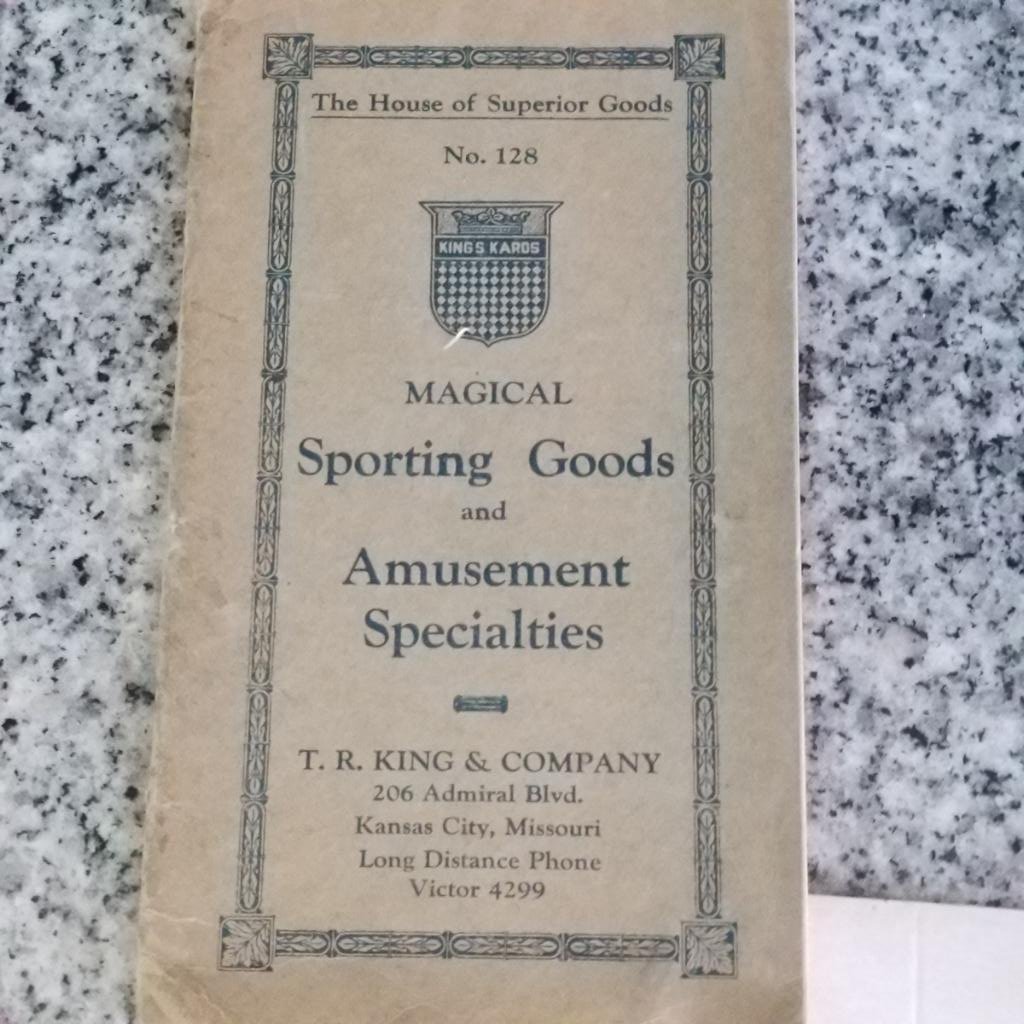 The House of Superior Goods
No. 128
KING'S KARDS
MAGICAL
Sporting Goods
and
Amusement
Specialties
T. R. KING & COMPANY
206 Admiral Blvd.
Kansas City, Missouri
Long Distance Phone
Victor 4299